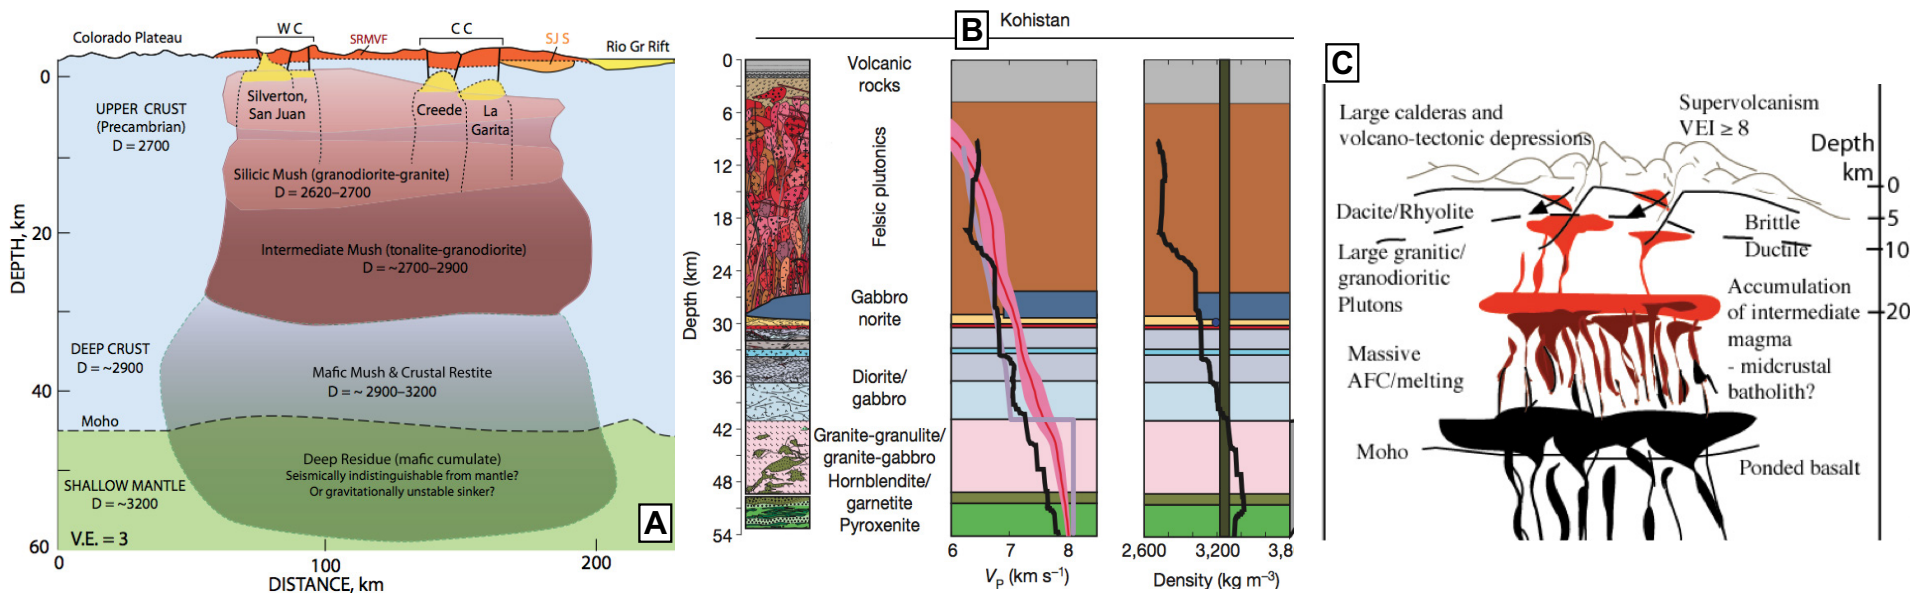 Colorado Plateau
W C
SRMVF
C C
SJ S
Rio Gr Rift
0
20
40
60
DEPTH, km
UPPER CRUST
(Precambrian)
D = 2700
Silverton,
San Juan
Creede
La
Garita
Silicic Mush (granodiorite-granite)
D = 2620–2700
Intermediate Mush (tonalite-granodiorite)
D = ~2700–2900
DEEP CRUST
D = ~2900
Mafic Mush & Crustal Restite
D = ~ 2900–3200
Moho
Deep Residue (mafic cumulate)
Seismically indistinguishable from mantle?
Or gravitationally unstable sinker?
SHALLOW MANTLE
D = ~3200
V.E. = 3
A
0
100
200
DISTANCE, km
B
Kohistan
0
6
12
18
24
30
36
42
48
54
Depth (km)
Volcanic
rocks
Felsic plutonics
Gabbro
norite
Diorite/
gabbro
Granite-granulite/
granite-gabbro
Hornblendite/
garnetite
Pyroxenite
6
7
8
VP (km s–1)
2,600
3,200
3,8
Density (kg m–3)
C
Large calderas and
volcano-tectonic depressions
Supervolcanism
VEI ≥ 8
Depth
km
0
5
10
20
Dacite/Rhyolite
Brittle
Ductile
Large granitic/
granodioritic
Plutons
Accumulation
of intermediate
magma
- midcrustal
batholith?
Massive
AFC/melting
Moho
Ponded basalt